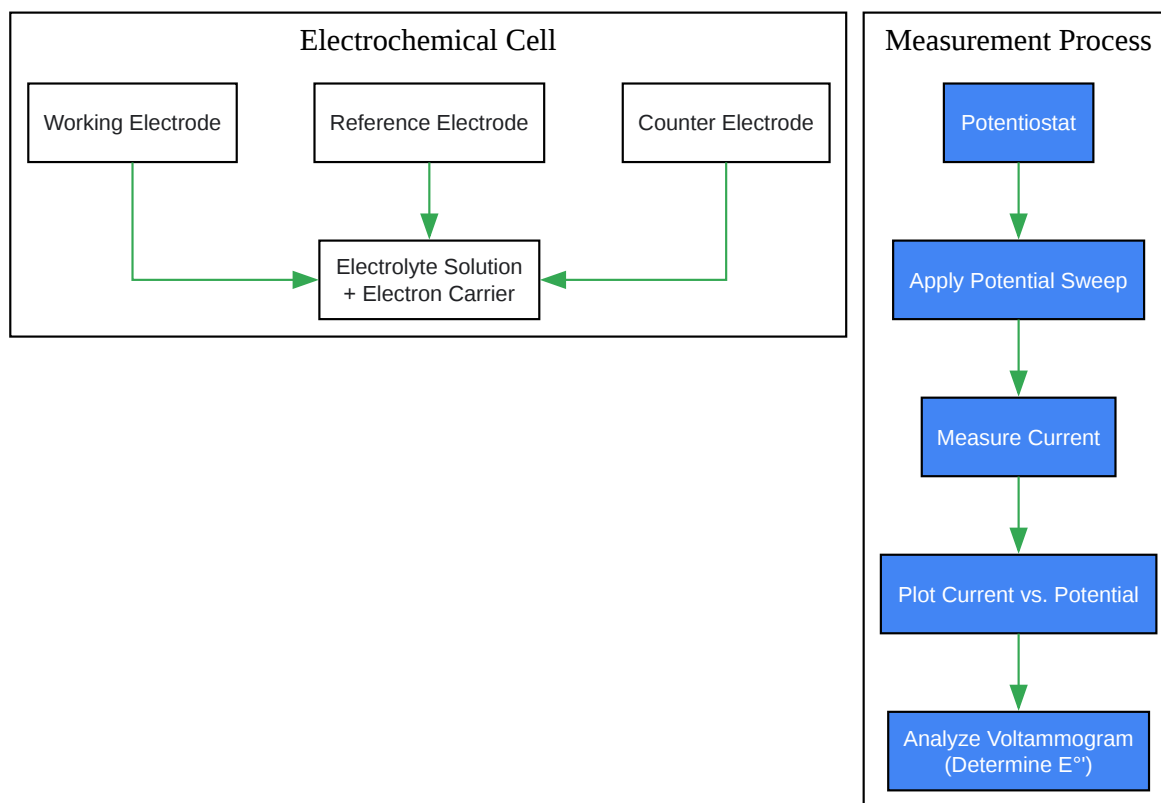 Electrochemical Cell
Working Electrode
Reference Electrode
Counter Electrode
Electrolyte Solution
+ Electron Carrier
Measurement Process
Potentiostat
Apply Potential Sweep
Measure Current
Plot Current vs. Potential
Analyze Voltammogram
(Determine E°')